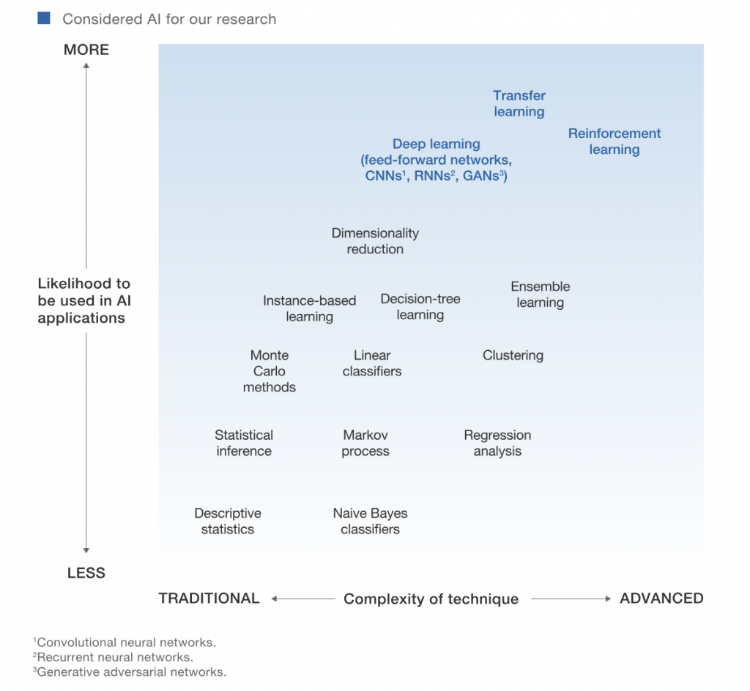 Considered AI for our research
MORE
Transfer
learning
Reinforcement
learning
Deep learning
(feed-forward networks,
CNNs¹, RNNs², GANs³)
Dimensionality
reduction
Likelihood to
be used in AI
applications
Ensemble
learning
Instance-based
learning
Decision-tree
learning
Monte
Carlo
methods
Linear
classifiers
Clustering
Statistical
inference
Markov
process
Regression
analysis
Descriptive
statistics
Naive Bayes
classifiers
LESS
TRADITIONAL
Complexity of technique
ADVANCED
¹Convolutional neural networks.
²Recurrent neural networks.
³Generative adversarial networks.